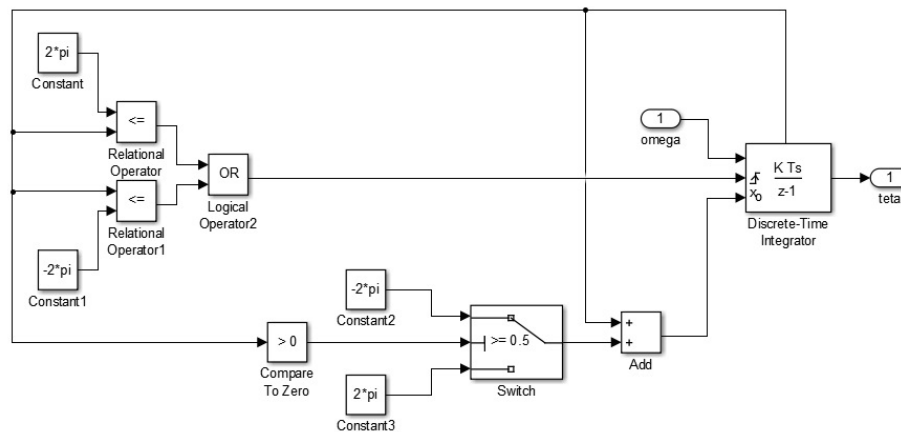 2*pi
Constant
<=
Relational
Operator
<=
Relational
Operator1
-2*pi
Constant1
OR
Logical
Operator2
1
omega
K Ts
z-1
x0
Discrete-Time
Integrator
1
teta
-2*pi
Constant2
> 0
Compare
To Zero
>= 0.5
Switch
2*pi
Constant3
+
+
Add